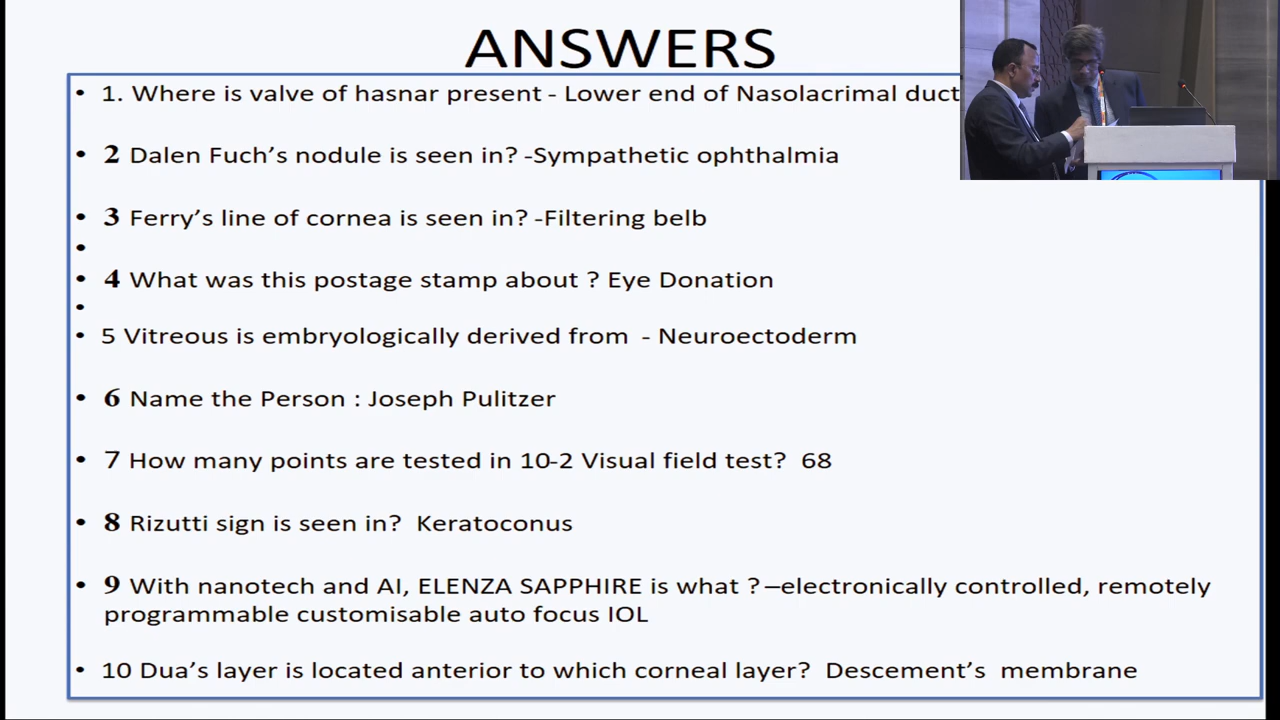 ANSWERS
• 1. Where is valve of hasnar present - Lower end of Nasolacrimal duct
• 2 Dalen Fuch’s nodule is seen in? -Sympathetic ophthalmia
• 3 Ferry’s line of cornea is seen in? -Filtering belb
•
• 4 What was this postage stamp about ? Eye Donation
•
• 5 Vitreous is embryologically derived from - Neuroectoderm
• 6 Name the Person : Joseph Pulitzer
• 7 How many points are tested in 10-2 Visual field test? 68
• 8 Rizutti sign is seen in? Keratoconus
• 9 With nanotech and AI, ELENZA SAPPHIRE is what ? –electronically controlled, remotely
programmable customisable auto focus IOL
• 10 Dua’s layer is located anterior to which corneal layer? Descement’s membrane